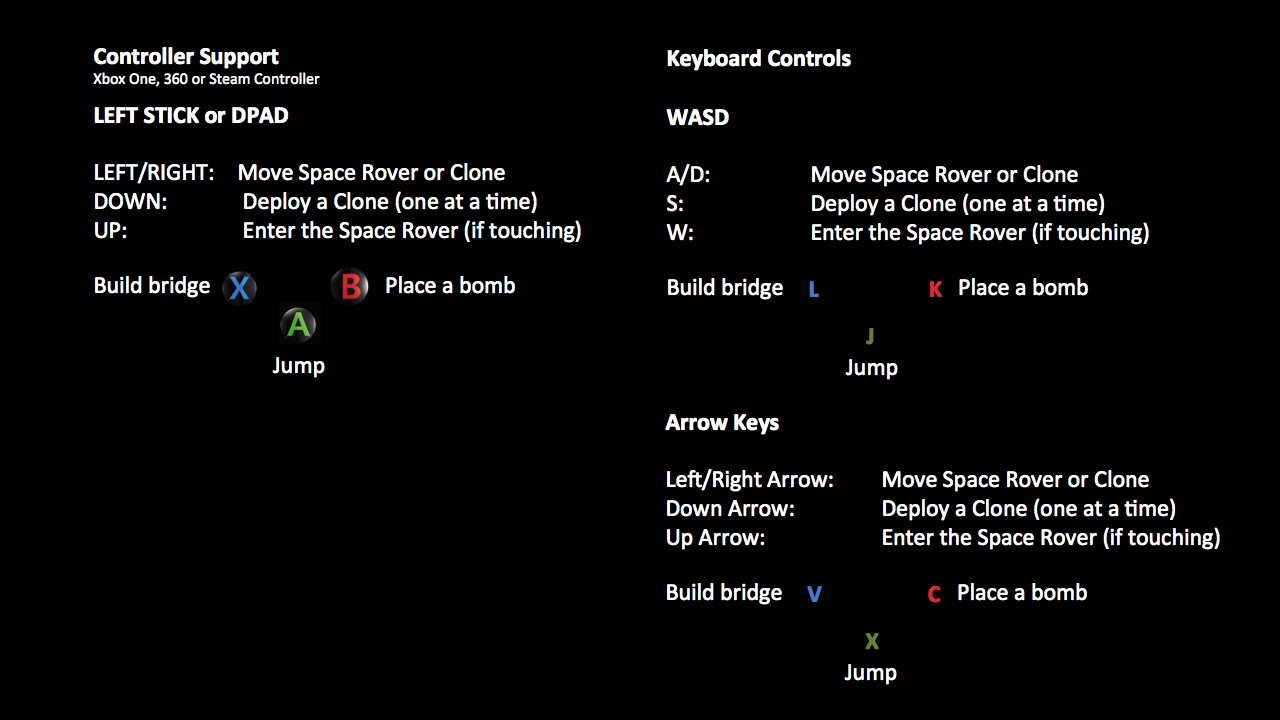 Controller Support
Xbox One, 360 or Steam Controller
LEFT STICK or DPAD
LEFT/RIGHT: Move Space Rover or Clone
DOWN: Deploy a Clone (one at a time)
UP: Enter the Space Rover (if touching)
Build bridge X B Place a bomb
A
Jump
Keyboard Controls
WASD
A/D: Move Space Rover or Clone
S: Deploy a Clone (one at a time)
W: Enter the Space Rover (if touching)
Build bridge L K Place a bomb
J
Jump
Arrow Keys
Left/Right Arrow: Move Space Rover or Clone
Down Arrow: Deploy a Clone (one at a time)
Up Arrow: Enter the Space Rover (if touching)
Build bridge V C Place a bomb
X
Jump